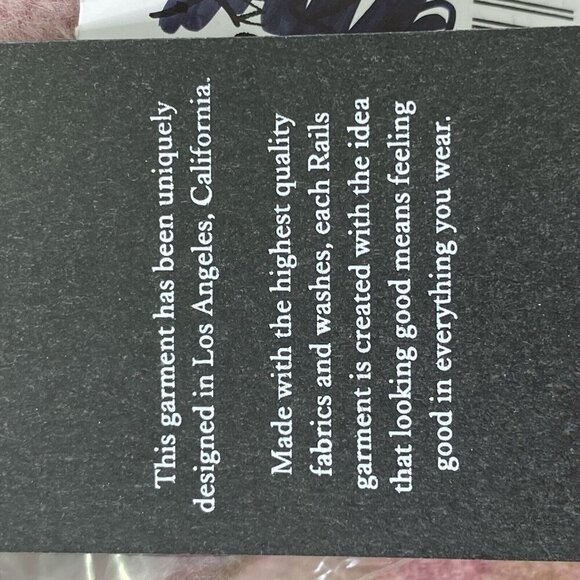 This garment has been uniquely
designed in Los Angeles, California.
Made with the highest quality
fabrics and washes, each Rails
garment is created with the idea
that looking good means feeling
good in everything you wear.